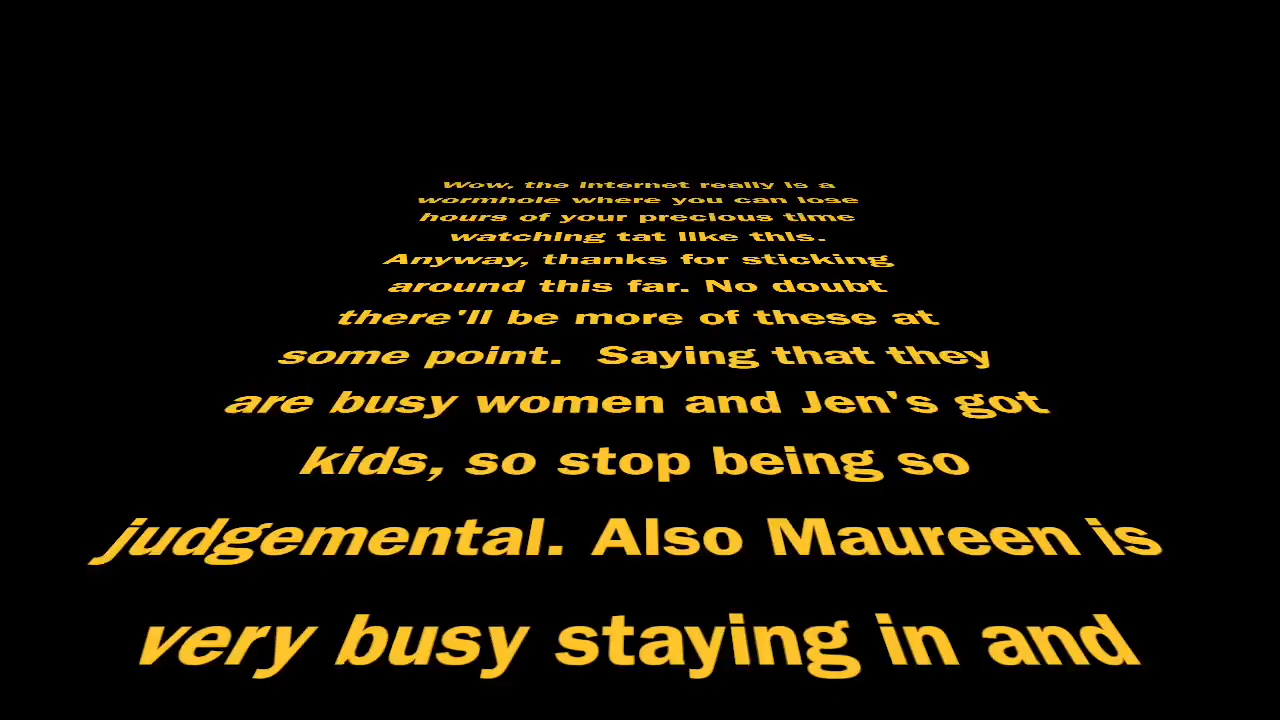 Wow, the internet really is a
wormhole where you can lose
hours of your precious time
watching tat like this.
Anyway, thanks for sticking
around this far. No doubt
there'll be more of these at
some point.  Saying that they
are busy women and Jen's got
kids, so stop being so
judgemental. Also Maureen is
very busy staying in and